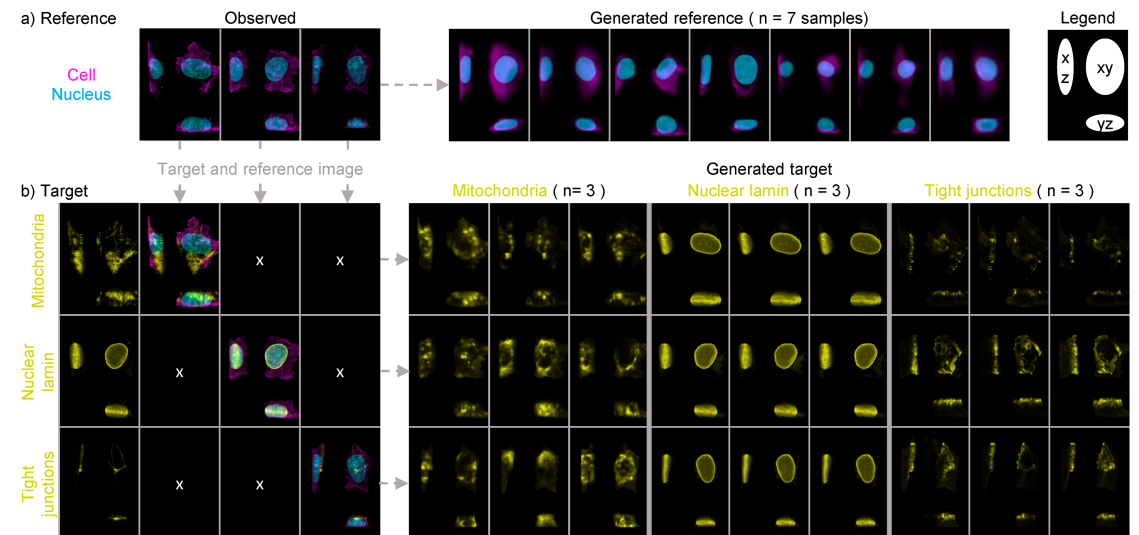 a) Reference
Observed
Generated reference ( n = 7 samples)
Legend
Cell
Nucleus
x
z
xy
yz
Target and reference image
Generated target
b) Target
Mitochondria ( n= 3 )
Nuclear lamin ( n = 3 )
Tight junctions ( n = 3 )
Mitochondria
x
x
Nuclear
lamin
x
x
Tight
junctions
x
x